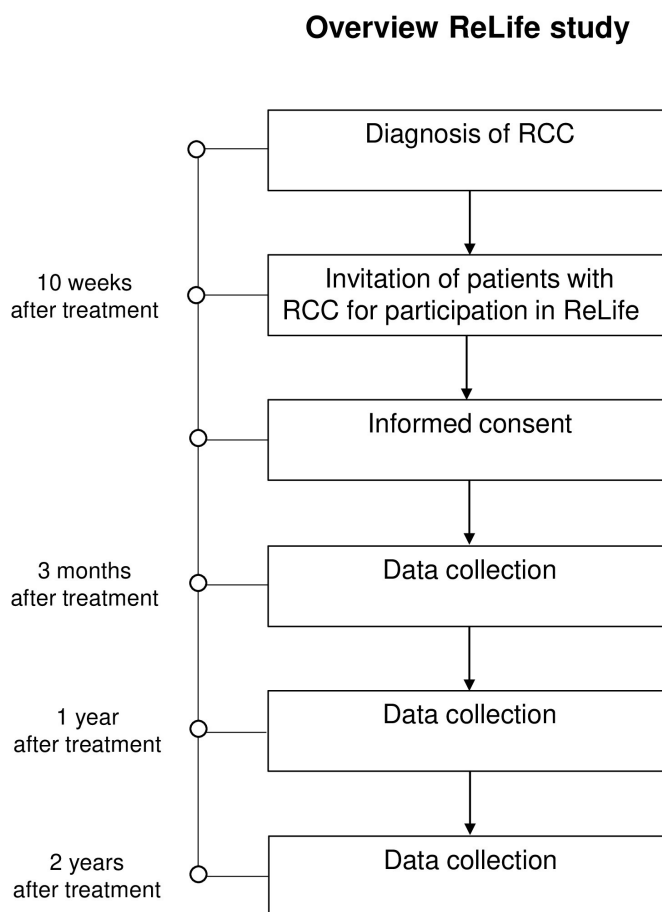 Overview ReLife study
Diagnosis of RCC
10 weeks
after treatment
Invitation of patients with
RCC for participation in ReLife
Informed consent
3 months
after treatment
Data collection
1 year
after treatment
Data collection
2 years
after treatment
Data collection